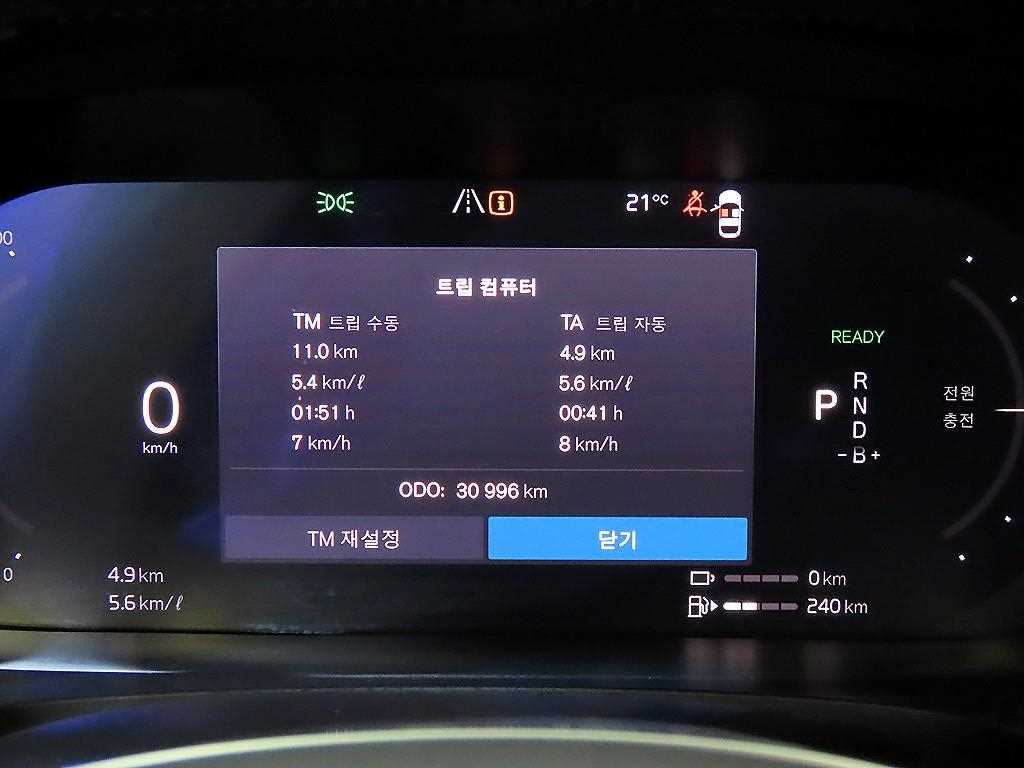 21°C
00
트립 컴퓨터
TM 트립 수동
TA 트립 자동
11.0 km
4.9 km
5.4 km/ℓ
5.6 km/ℓ
01:51 h
00:41 h
7 km/h
8 km/h
ODO: 30 996 km
TM 재설정
닫기
0
km/h
READY
P
R
N
D
- B +
전원
충전
0
4.9 km
5.6 km/ℓ
0 km
240 km